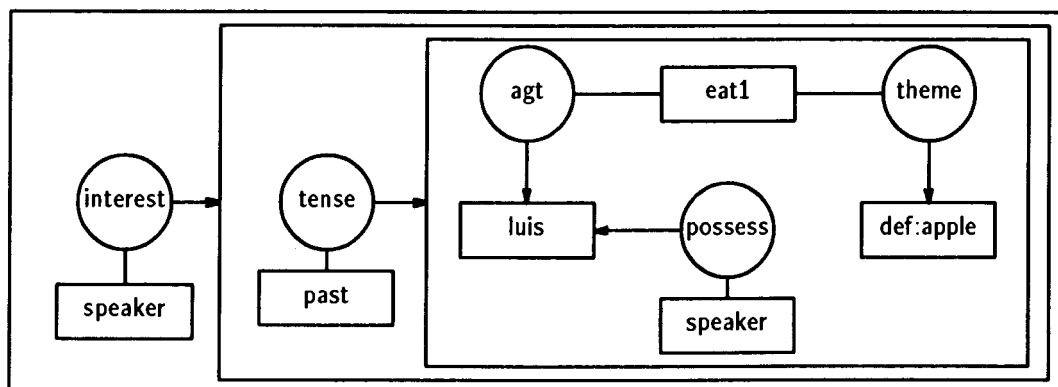 agt eat1 theme
interest tense luis possess def:apple
speaker past speaker